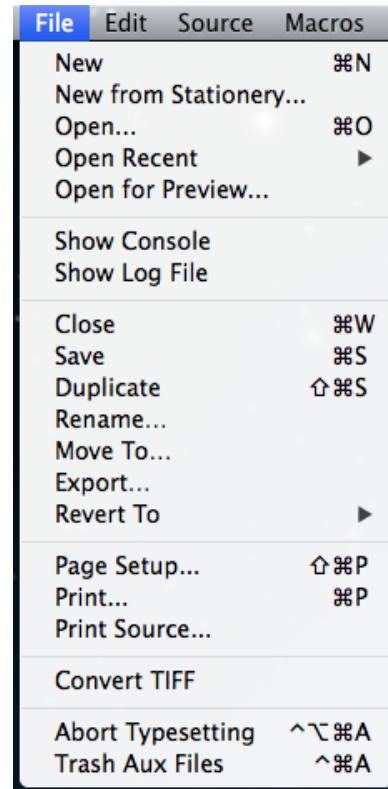 File Edit Source Macros
New ⌘N
New from Stationery...
Open... ⌘O
Open Recent ▶
Open for Preview...
Show Console
Show Log File
Close ⌘W
Save ⌘S
Duplicate ⇧⌘S
Rename...
Move To...
Export...
Revert To ▶
Page Setup... ⇧⌘P
Print... ⌘P
Print Source...
Convert TIFF
Abort Typesetting ^⌥⌘A
Trash Aux Files ^⌘A